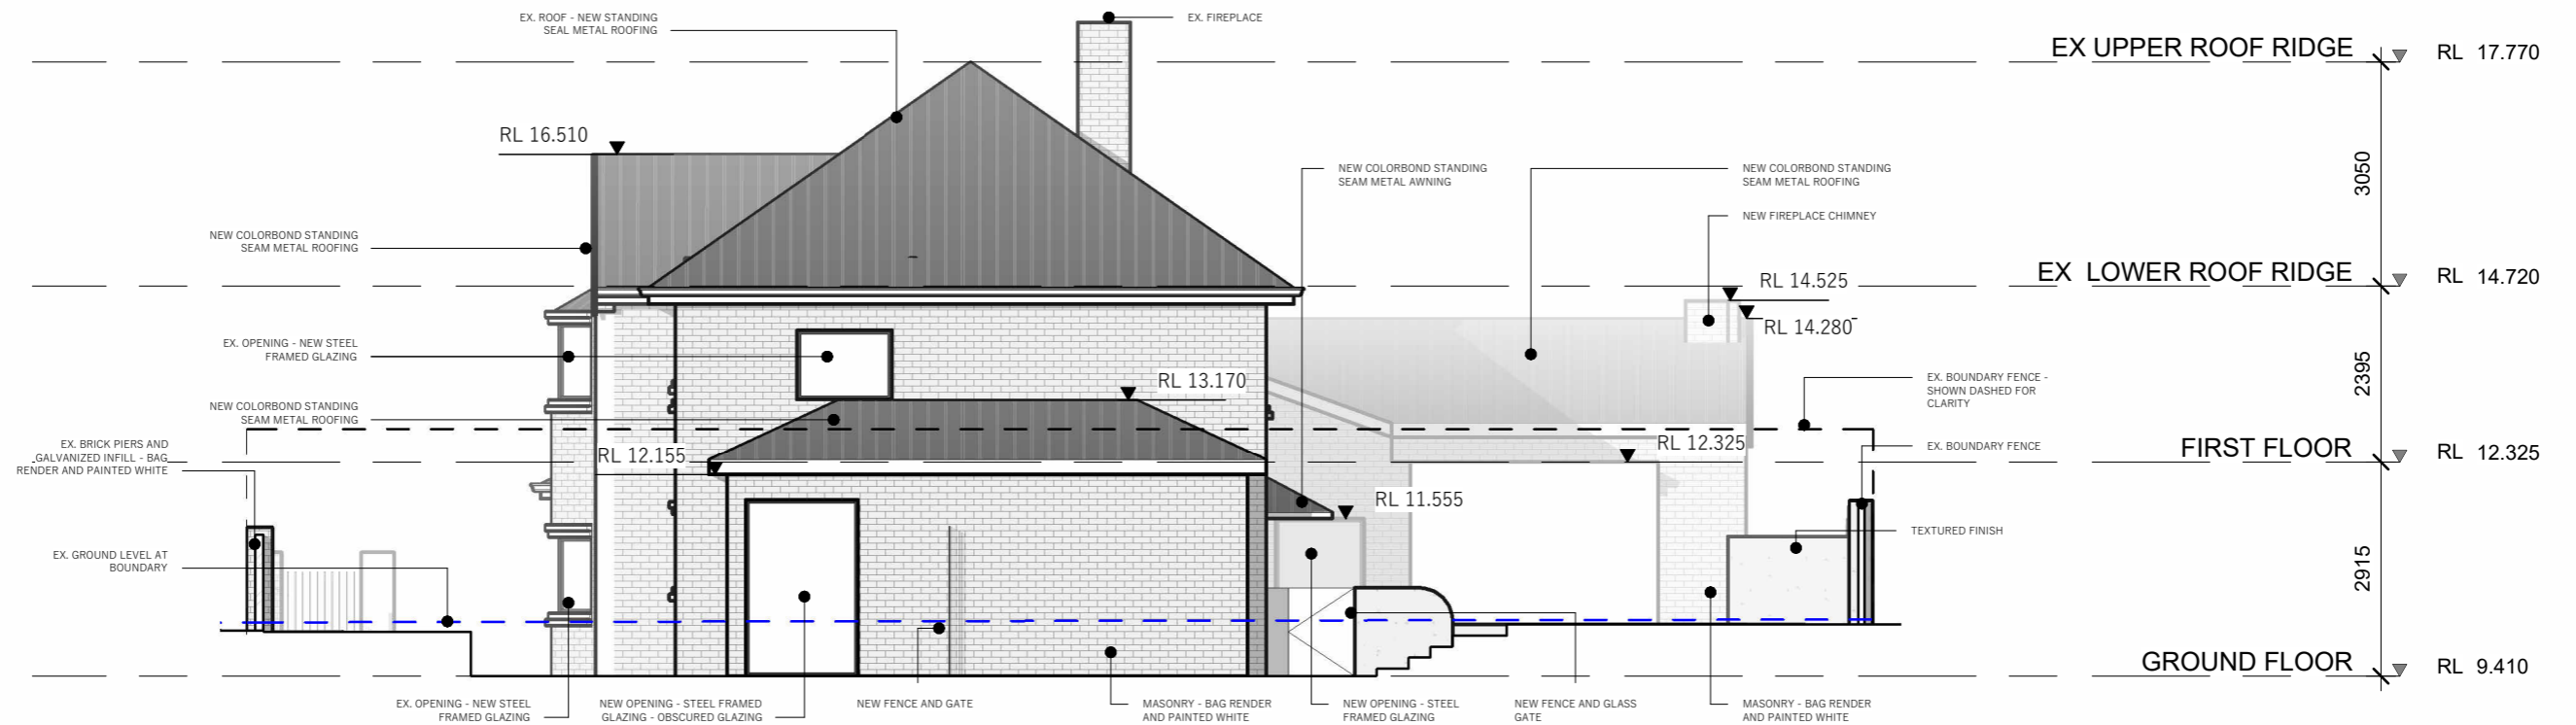 EX. ROOF - NEW STANDING
SEAL METAL ROOFING
EX. FIREPLACE
EX UPPER ROOF RIDGE
RL 17.770
RL 16.510
3050
NEW COLORBOND STANDING
SEAM METAL AWNING
NEW COLORBOND STANDING
SEAM METAL ROOFING
NEW FIREPLACE CHIMNEY
NEW COLORBOND STANDING
SEAM METAL ROOFING
EX LOWER ROOF RIDGE
RL 14.720
RL 14.525
RL 14.280
EX. OPENING - NEW STEEL
FRAMED GLAZING
RL 13.170
2395
EX. BOUNDARY FENCE -
SHOWN DASHED FOR
CLARITY
NEW COLORBOND STANDING
SEAM METAL ROOFING
EX. BRICK PIERS AND
GALVANIZED INFILL - BAG
RENDER AND PAINTED WHITE
RL 12.155
RL 12.325
EX. BOUNDARY FENCE
FIRST FLOOR
RL 12.325
RL 11.555
TEXTURED FINISH
EX. GROUND LEVEL AT
BOUNDARY
2915
GROUND FLOOR
RL 9.410
EX. OPENING - NEW STEEL
FRAMED GLAZING
NEW OPENING - STEEL FRAMED
GLAZING - OBSCURED GLAZING
NEW FENCE AND GATE
MASONRY - BAG RENDER
AND PAINTED WHITE
NEW OPENING - STEEL
FRAMED GLAZING
NEW FENCE AND GLASS
GATE
MASONRY - BAG RENDER
AND PAINTED WHITE